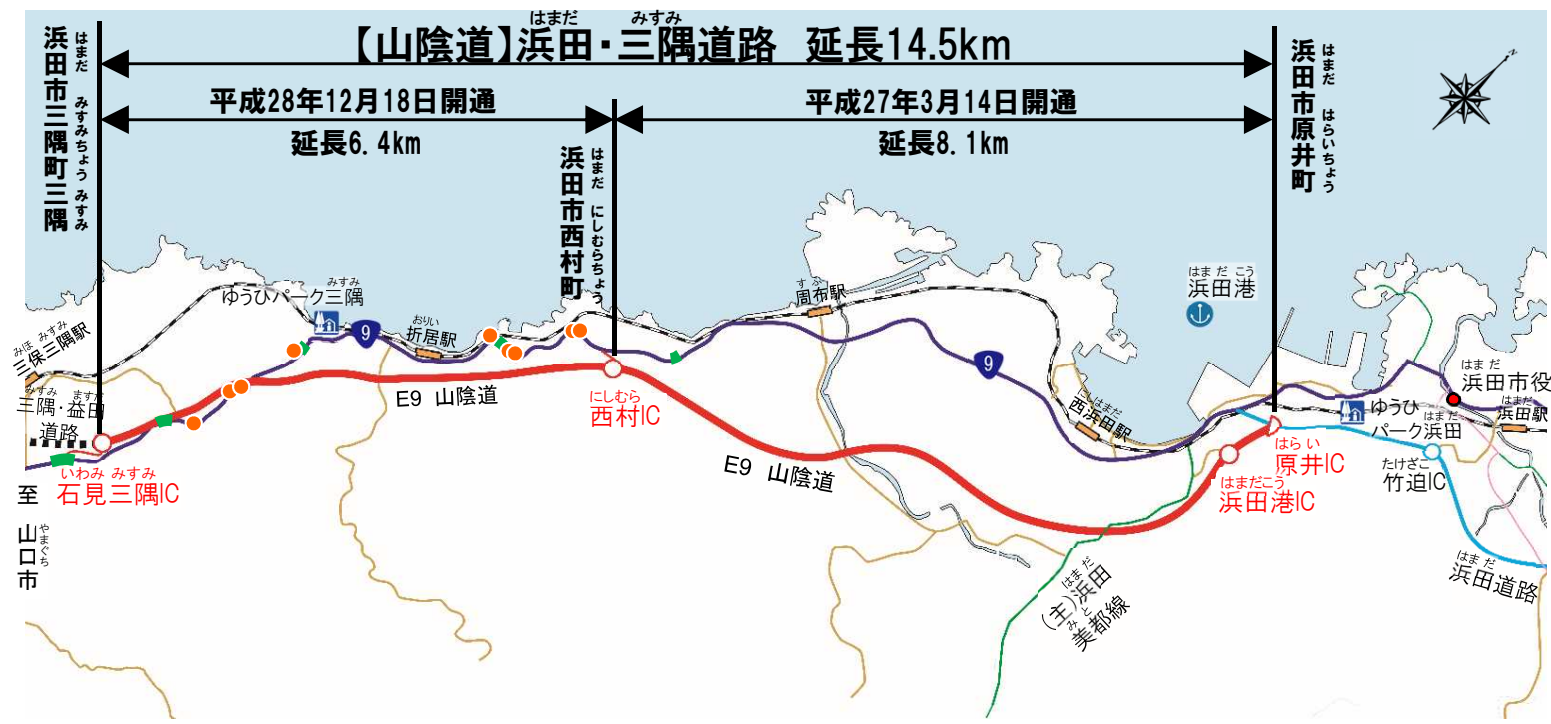 はまだ みすみ
【山陰道】浜田・三隅道路 延長14.5km
はまだ みすみちょう みすみ
浜田市三隅町三隅
平成28年12月18日開通
延長6.4km
平成27年3月14日開通
延長8.1km
はまだ にしむらちょう
浜田市西村町
はまだ はらいちょう
浜田市原井町
N
みすみ
ゆうひパーク三隅
9
おりい
折居駅
みほ みすみ
三保三隅駅
みすみ ますだ
三隅・益田
道路
いわみ みすみ
石見三隅IC
至
山口市
やまぐち
E9 山陰道
にしむら
西村IC
すふ
周布駅
9
にしはまだ
西浜田駅
E9 山陰道
はまだこう
浜田港
はらい
原井IC
はまだこう
浜田港IC
ゆうひ
はまだ
パーク浜田
はまだ
浜田市役
はまだ
浜田駅
たけざこ
竹迫IC
はまだ
浜田道路
はまだ
(主)浜田
みと
美都線